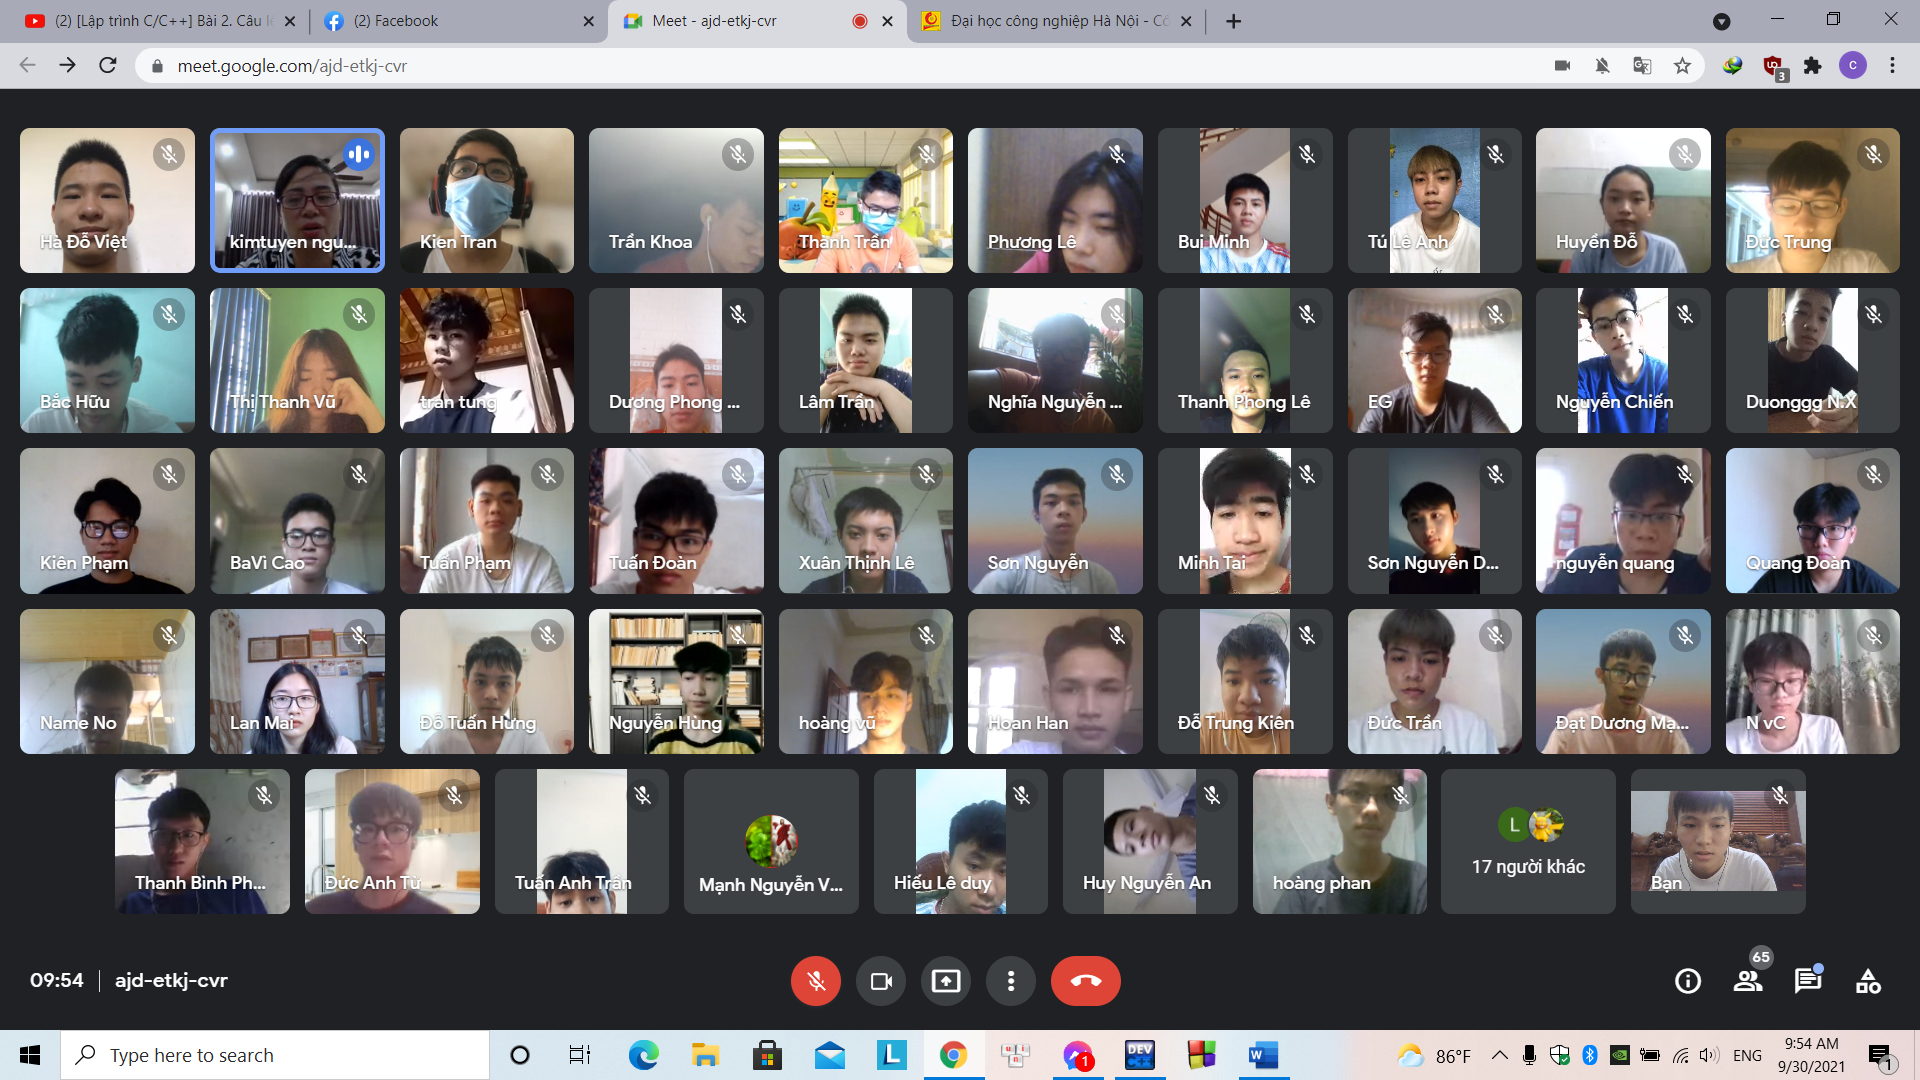 (2) [Lập trình C/C++] Bài 2. Câu l
(2) Facebook
Meet - ajd-etkj-cvr
Đại học công nghiệp Hà Nội - Cổ
meet.google.com/ajd-etkj-cvr
3
C
Hà Đỗ Việt
kimtuyen ngu...
Kien Tran
Trần Khoa
Thành Trần
Phương Lê
Bui Minh
Tú Lê Anh
Huyền Đỗ
Đức Trung
Bắc Hữu
Thị Thanh Vũ
tran tung
Dương Phong ...
Lâm Trần
Nghĩa Nguyễn ...
Thanh Phong Lê
EG
Nguyễn Chiến
Duonggg N.X
Kiên Phạm
BaVì Cao
Tuấn Phạm
Tuấn Đoàn
Xuân Thịnh Lê
Sơn Nguyễn
Minh Tai
Sơn Nguyễn D...
nguyễn quang
Quang Đoàn
Name No
Lan Mai
Đỗ Tuấn Hưng
Nguyễn Hùng
hoàng vũ
Hoan Han
Đỗ Trung Kiên
Đức Trần
Đạt Dương Mạ...
N vC
Thanh Bình Ph...
Đức Anh Từ
Tuấn Anh Trần
Mạnh Nguyễn V...
Hiếu Lê duy
Huy Nguyễn An
hoàng phan
L
17 người khác
Bạn
09:54
ajd-etkj-cvr
65
Type here to search
L
1
DEV
C++
W
86°F
ENG
9:54 AM
9/30/2021
1